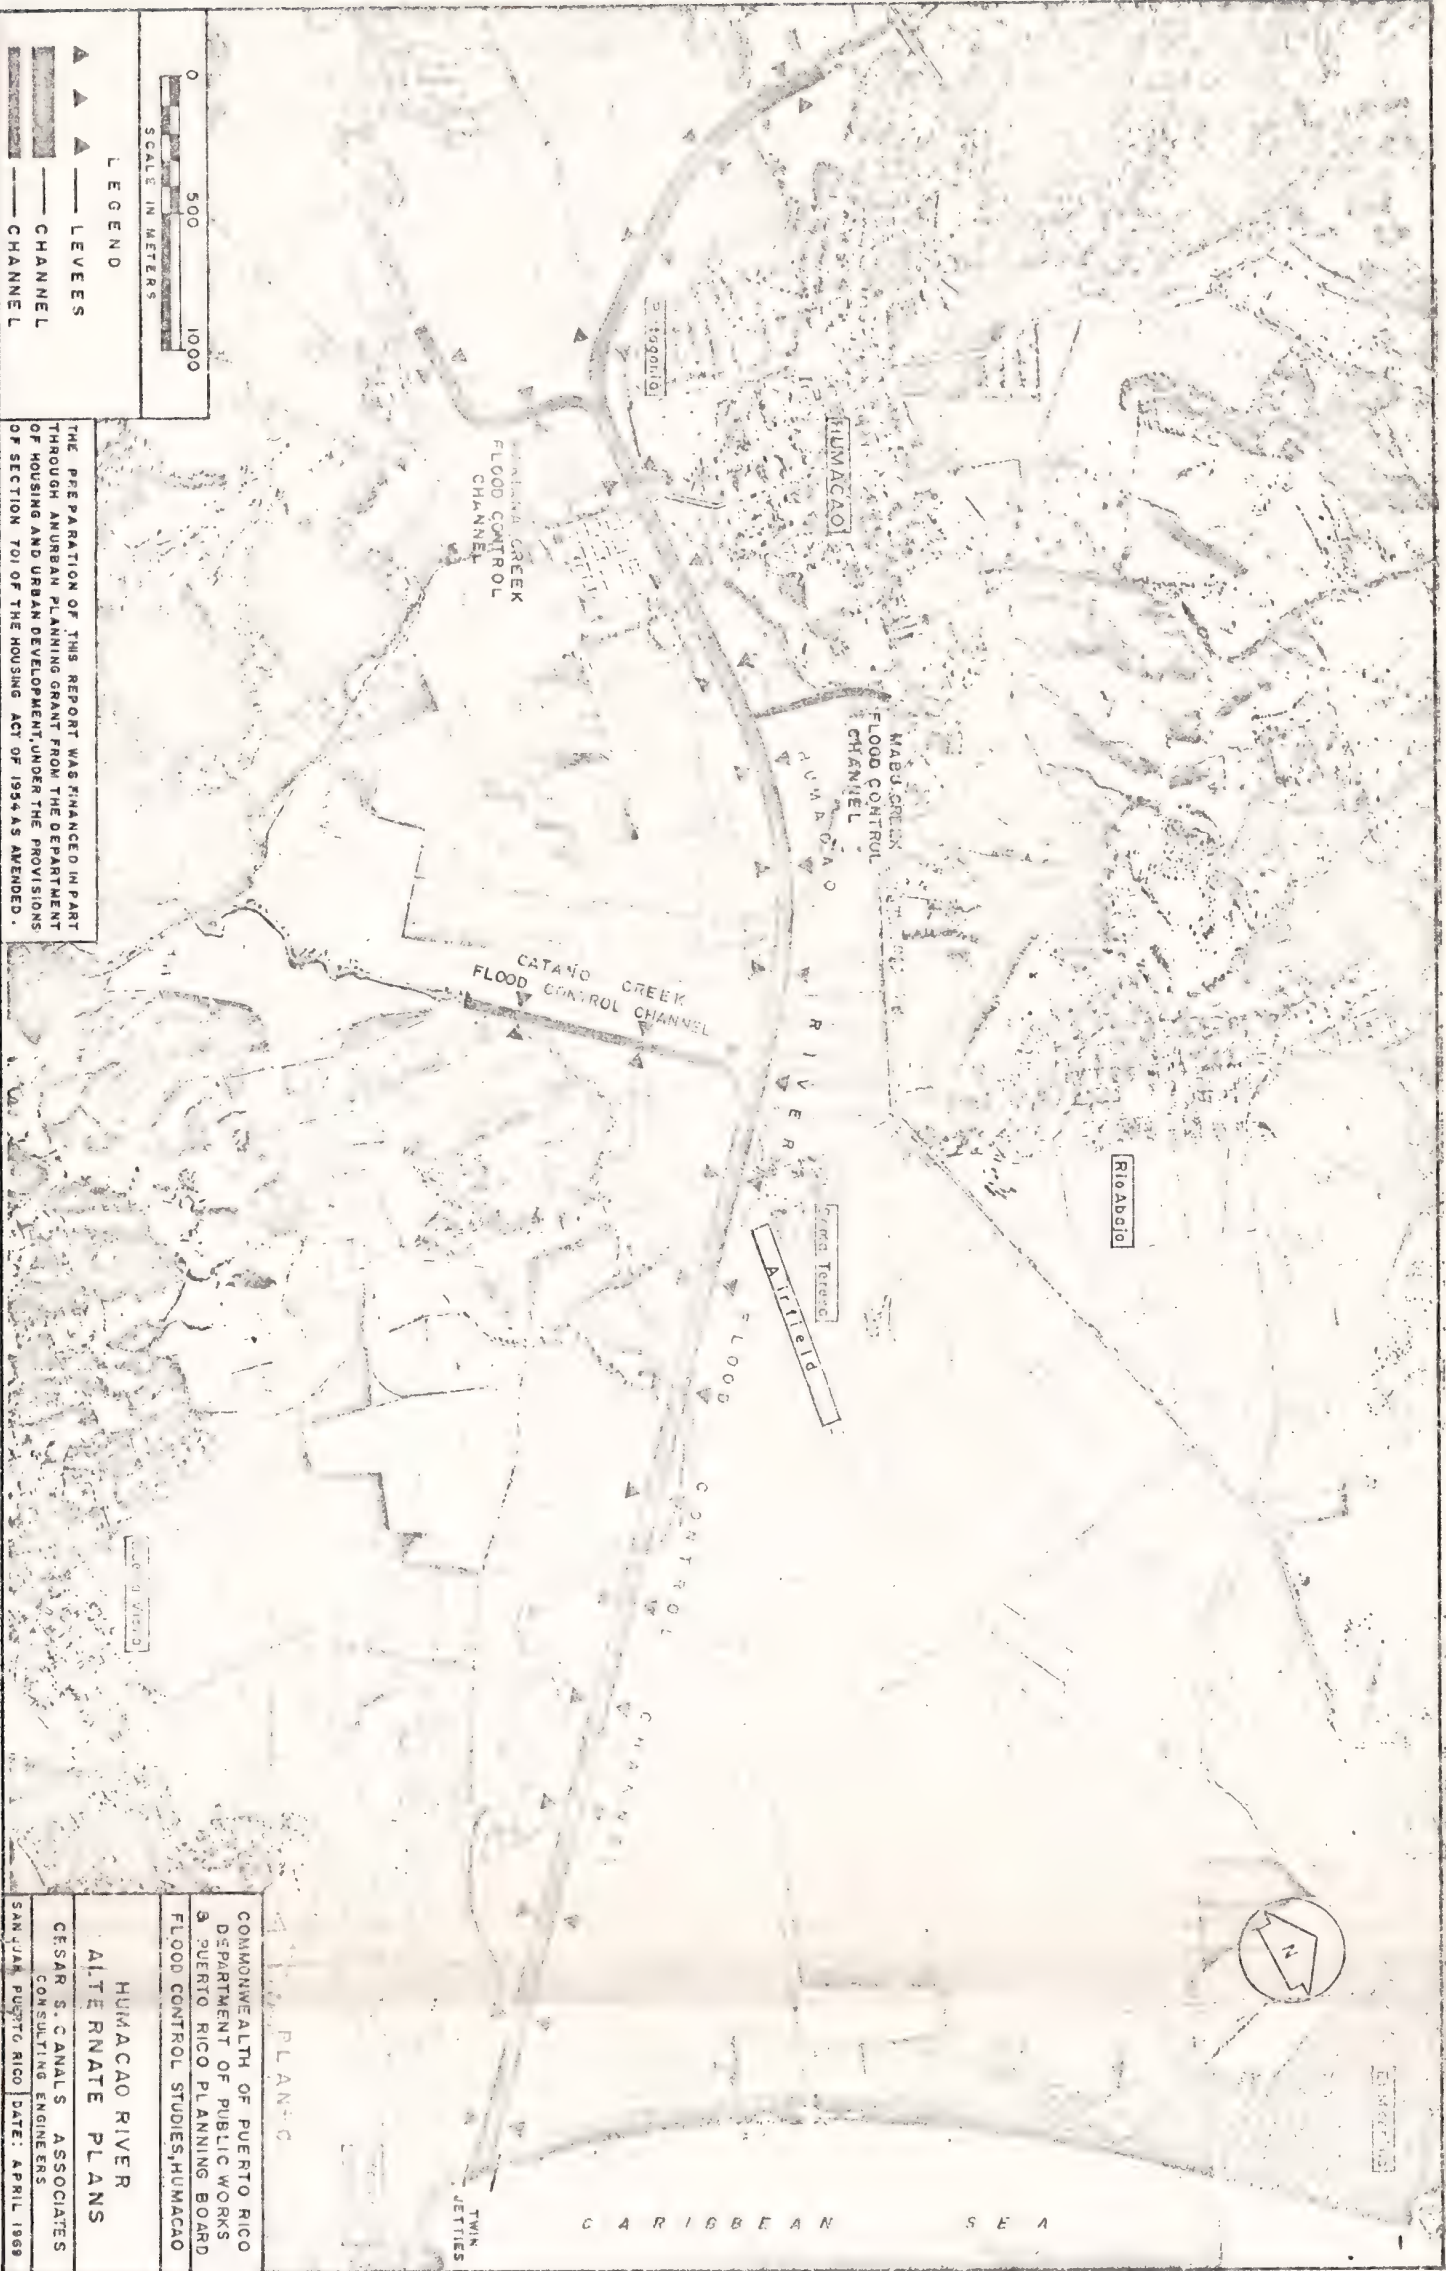 0 500 1000
SCALE IN METERS
LEGEND
LEVEES
CHANNEL
CHANNEL
THE PREPARATION OF THIS REPORT WAS FINANCED IN PART
THROUGH AN URBAN PLANNING GRANT FROM THE DEPARTMENT
OF HOUSING AND URBAN DEVELOPMENT, UNDER THE PROVISIONS
OF SECTION 701 OF THE HOUSING ACT OF 1954 AS AMENDED.
HUMACAO
CREEK
FLOOD CONTROL
CHANNEL
MABU CREEK
FLOOD CONTROL
CHANNEL
CATAÑO CREEK
FLOOD CONTROL CHANNEL
HUMACAO RIVER FLOOD CONTROL CHANNEL
Rio Abajo
Airfield
N
CARIBBEAN SEA
TWIN
JETTIES
PLAN-C
COMMONWEALTH OF PUERTO RICO
DEPARTMENT OF PUBLIC WORKS
& PUERTO RICO PLANNING BOARD
FLOOD CONTROL STUDIES, HUMACAO
HUMACAO RIVER
ALTERNATE PLANS
CESAR S. CANALS ASSOCIATES
CONSULTING ENGINEERS
SAN JUAN, PUERTO RICO DATE: APRIL 1969